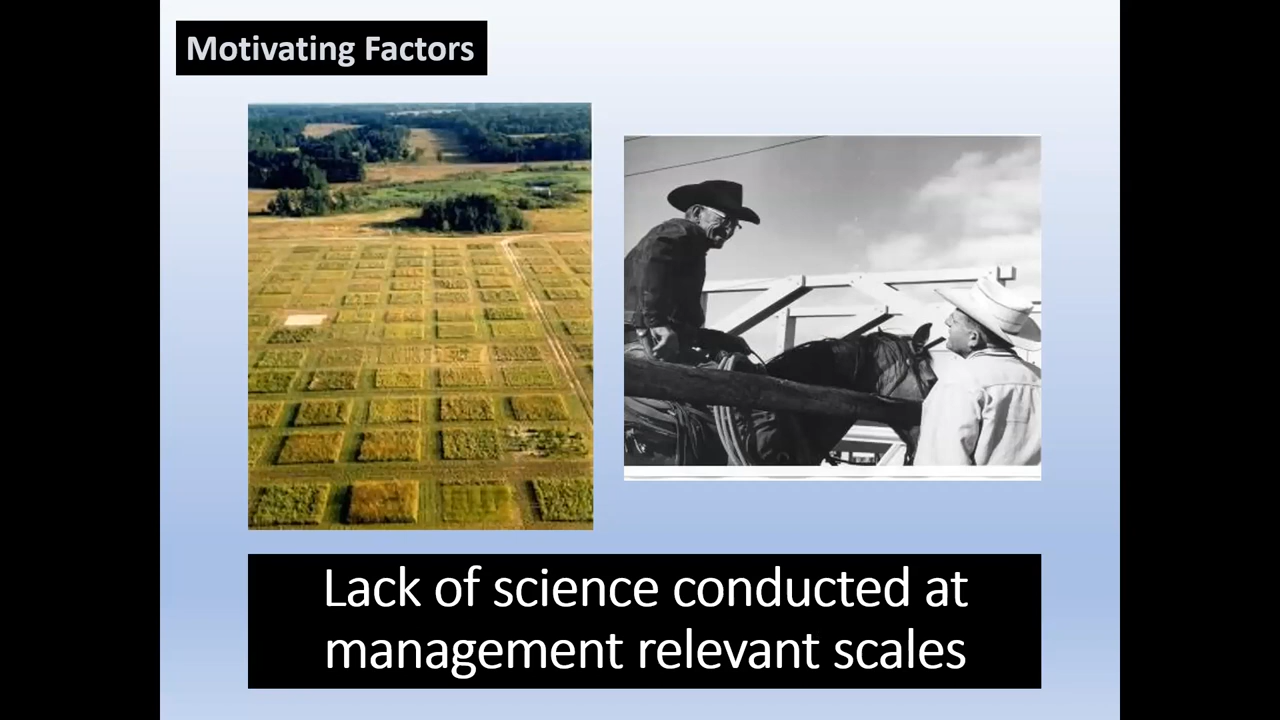 Motivating Factors
Lack of science conducted at
management relevant scales